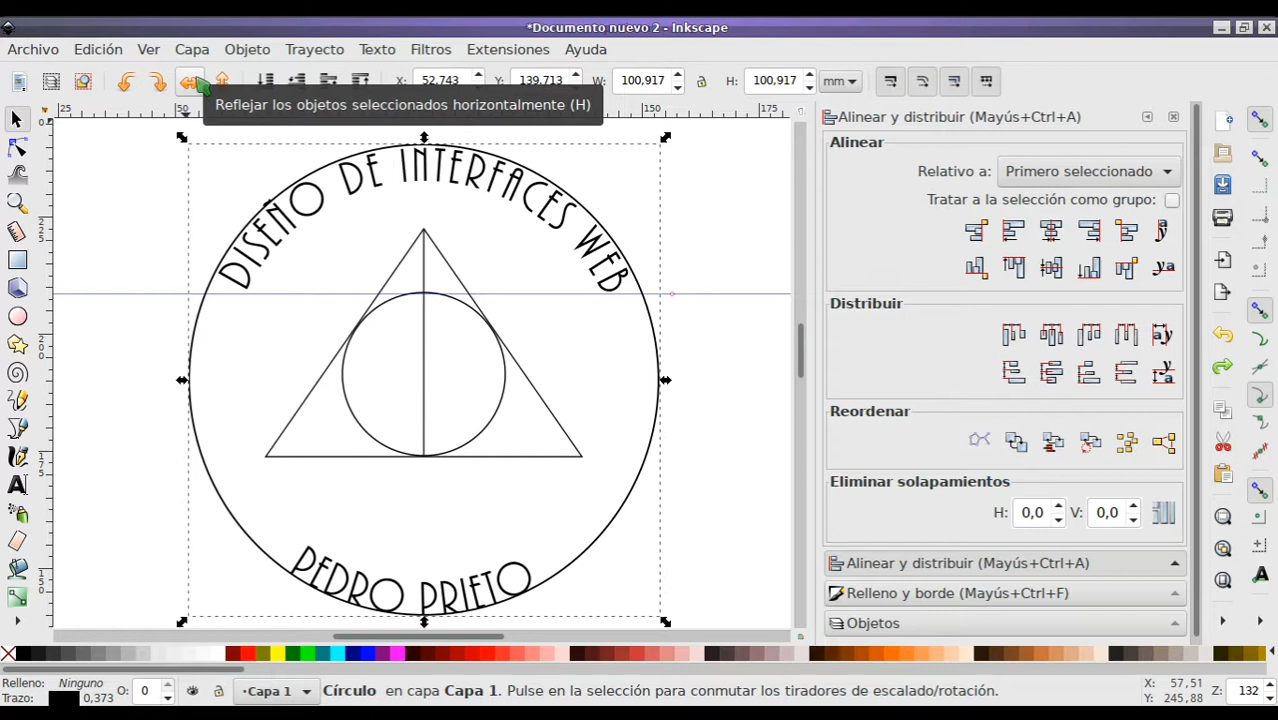 *Documento nuevo 2 - Inkscape
Archivo Edición Ver Capa Objeto Trayecto Texto Filtros Extensiones Ayuda
X: 52,743 Y: 139,713 W: 100,917 H: 100,917 mm
Reflejar los objetos seleccionados horizontalmente (H)
25 50 150 175
Alinear y distribuir (Mayús+Ctrl+A)
Alinear
Relativo a: Primero seleccionado
Tratar a la selección como grupo:
Distribuir
Reordenar
Eliminar solapamientos
H: 0,0 V: 0,0
Alinear y distribuir (Mayús+Ctrl+A)
Relleno y borde (Mayús+Ctrl+F)
Objetos
DISEÑO DE INTERFACES WEB
PEDRO PRIETO
Relleno: Ninguno
Trazo: 0,373
O: 0
Capa 1
Círculo en capa Capa 1. Pulse en la selección para conmutar los tiradores de escalado/rotación.
X: 57,51
Y: 245,88
Z: 132